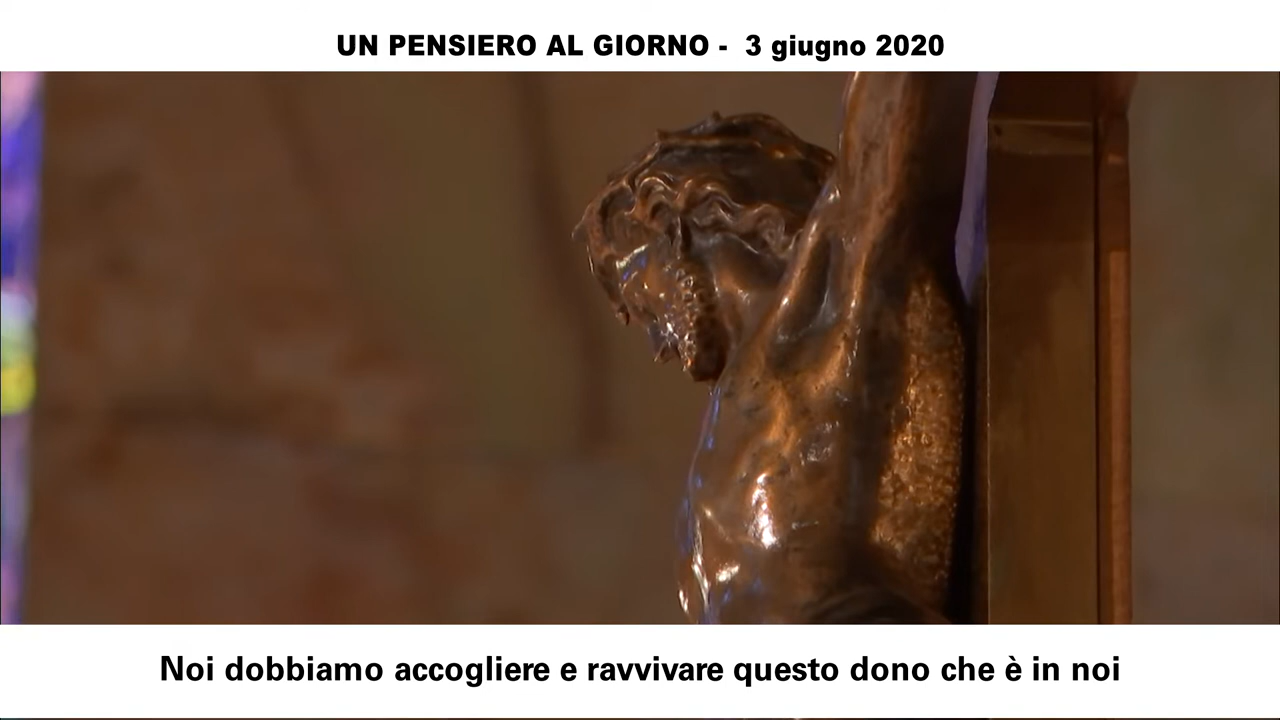 UN PENSIERO AL GIORNO - 3 giugno 2020
Noi dobbiamo accogliere e ravvivare questo dono che è in noi